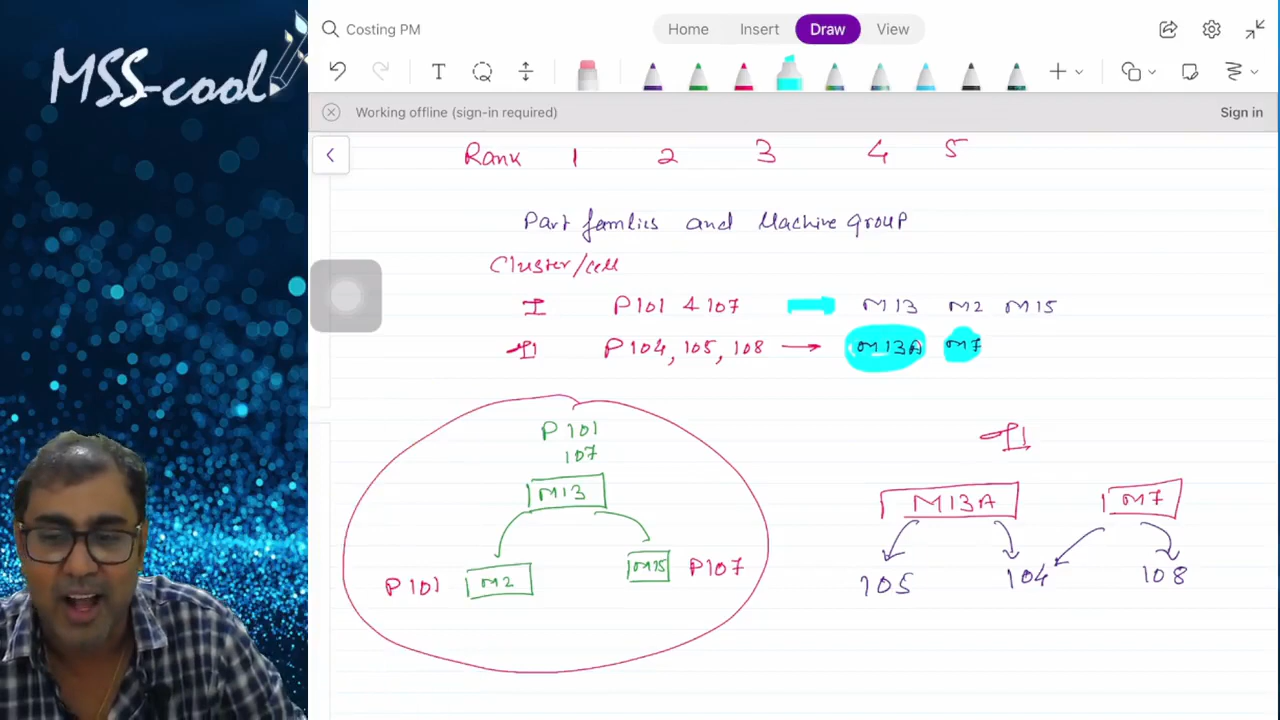 MSS-cool
Costing PM
Home Insert Draw View
Working offline (sign-in required)
Sign in
Rank 1 2 3 4 5
Part families and Machine group
Cluster/cell
I P101 & 107 M13 M2 M15
II P104, 105, 108 → M13A M7
P101
107
M13
P101 M2 M15 P107
II
M13A M7
105 104 108